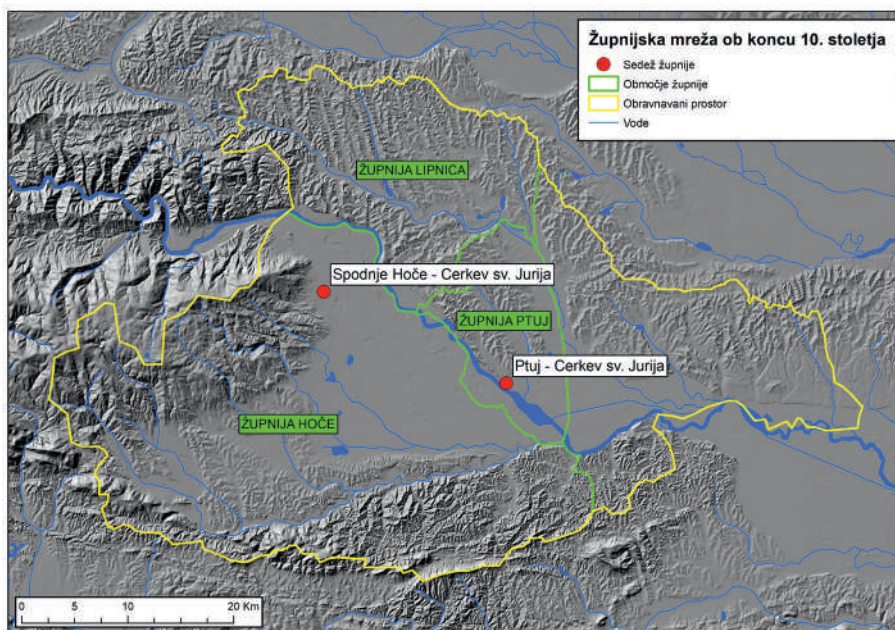 Župnijska mreža ob koncu 10. stoletja
Sedež župnije
Območje župnije
Obravnavani prostor
Vode
ŽUPNIJA LIPNICA
Spodnje Hoče - Cerkev sv. Jurija
ŽUPNIJA PTUJ
Ptuj - Cerkev sv. Jurija
ŽUPNIJA HOČE
0 5 10 20 Km